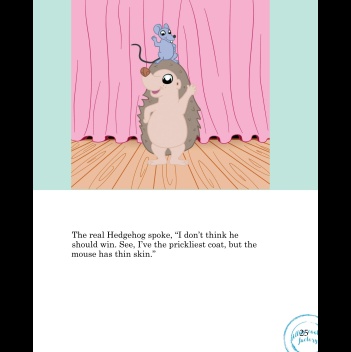 The real Hedgehog spoke, “I don’t think he
should win. See, I’ve the prickliest coat, but the
mouse has thin skin.”
25